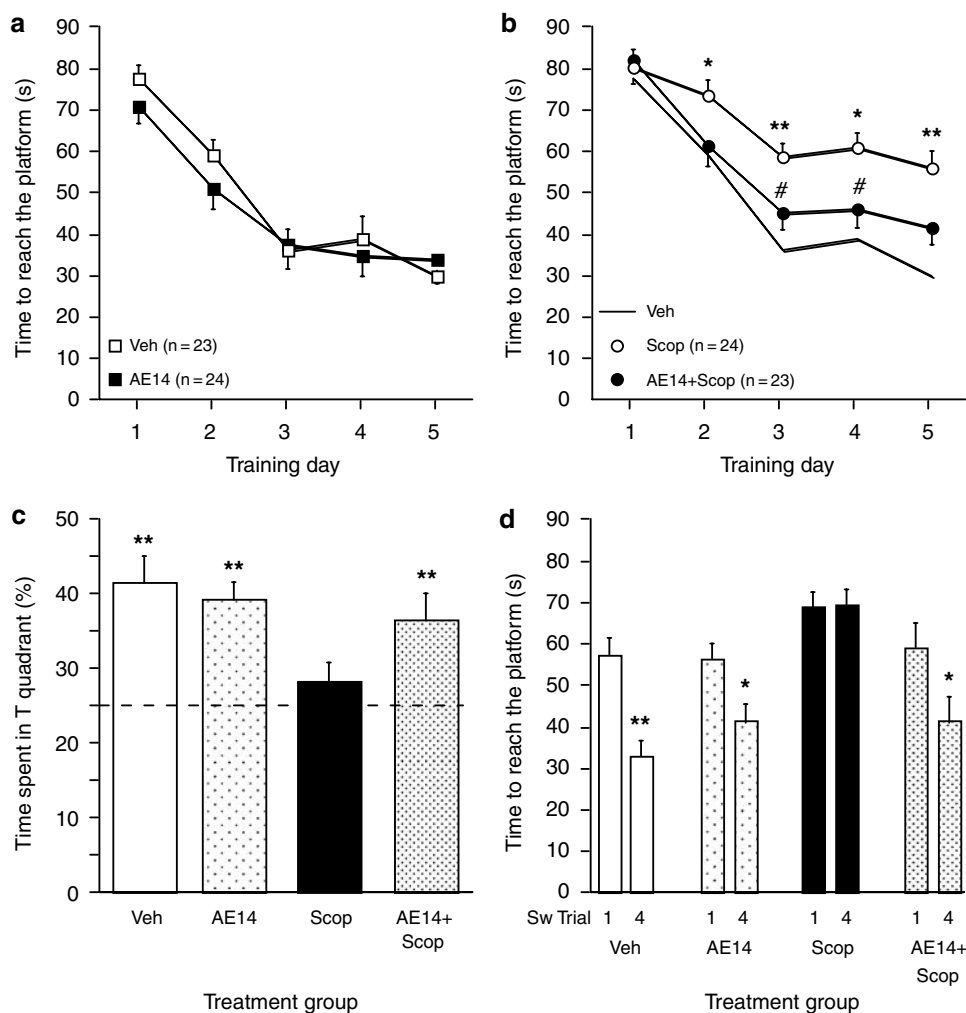 a
Time to reach the platform (s)
90
80
70
60
50
40
30
20
10
0
Veh (n = 23)
AE14 (n = 24)
1 2 3 4 5
Training day
b
Time to reach the platform (s)
90
80
70
60
50
40
30
20
10
0
*
**
*
**
#
#
Veh
Scop (n = 24)
AE14+Scop (n = 23)
1 2 3 4 5
Training day
c
Time spent in T quadrant (%)
50
40
30
20
10
0
**
**
**
Veh AE14 Scop AE14+
Scop
Treatment group
d
Time to reach the platform (s)
90
80
70
60
50
40
30
20
10
0
**
*
*
Sw Trial 1 4 1 4 1 4 1 4
Veh AE14 Scop AE14+
Scop
Treatment group